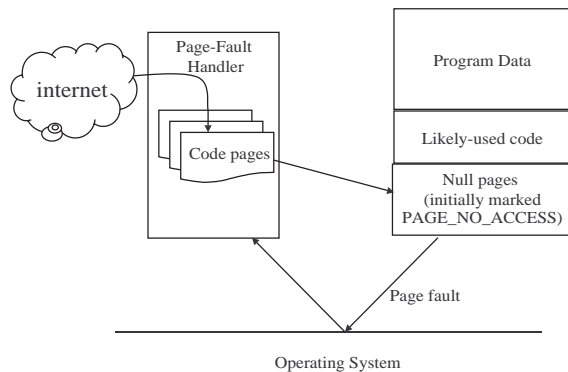 Page-Fault
Handler
internet
Code pages
Program Data
Likely-used code
Null pages
(initially marked
PAGE_NO_ACCESS)
Page fault
Operating System